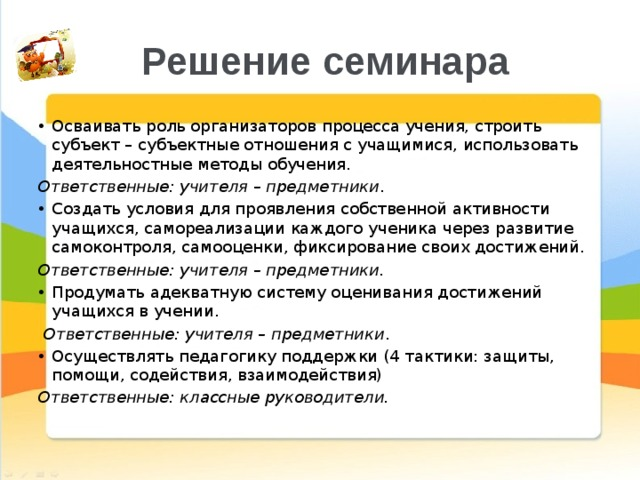 Решение семинара
• Осваивать роль организаторов процесса учения, строить
субъект – субъектные отношения с учащимися, использовать
деятельностные методы обучения.
Ответственные: учителя – предметники.
• Создать условия для проявления собственной активности
учащихся, самореализации каждого ученика через развитие
самоконтроля, самооценки, фиксирование своих достижений.
Ответственные: учителя – предметники.
• Продумать адекватную систему оценивания достижений
учащихся в учении.
Ответственные: учителя – предметники.
• Осуществлять педагогику поддержки (4 тактики: защиты,
помощи, содействия, взаимодействия)
Ответственные: классные руководители.